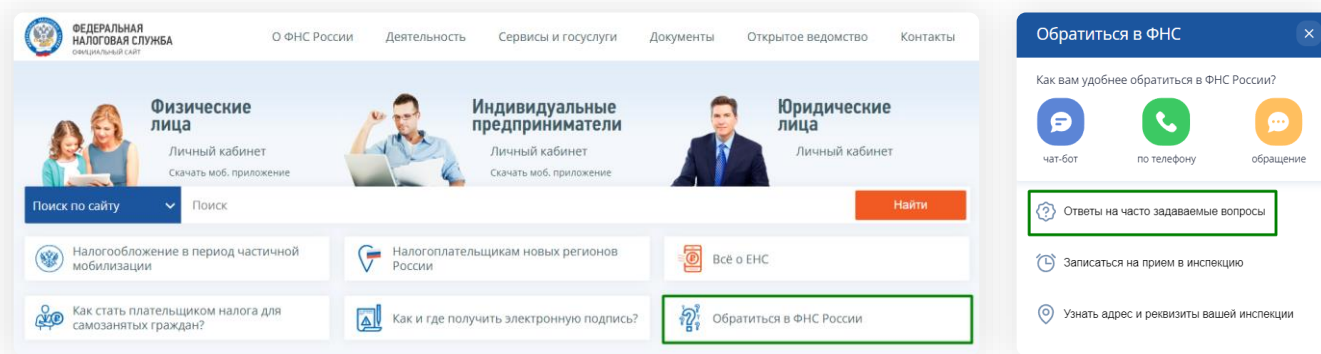 ФЕДЕРАЛЬНАЯ
НАЛОГОВАЯ СЛУЖБА
ОФИЦИАЛЬНЫЙ САЙТ
О ФНС России
Деятельность
Сервисы и госуслуги
Документы
Открытое ведомство
Контакты
Физические
лица
Личный кабинет
Скачать моб. приложение
Индивидуальные
предприниматели
Личный кабинет
Скачать моб. приложение
Юридические
лица
Личный кабинет
Поиск по сайту
Поиск
Найти
Налогообложение в период частичной
мобилизации
Налогоплательщикам новых регионов
России
Всё о ЕНС
Как стать плательщиком налога для
самозанятых граждан?
Как и где получить электронную подпись?
Обратиться в ФНС России
Обратиться в ФНС
Как вам удобнее обратиться в ФНС России?
чат-бот
по телефону
обращение
Ответы на часто задаваемые вопросы
Записаться на прием в инспекцию
Узнать адрес и реквизиты вашей инспекции